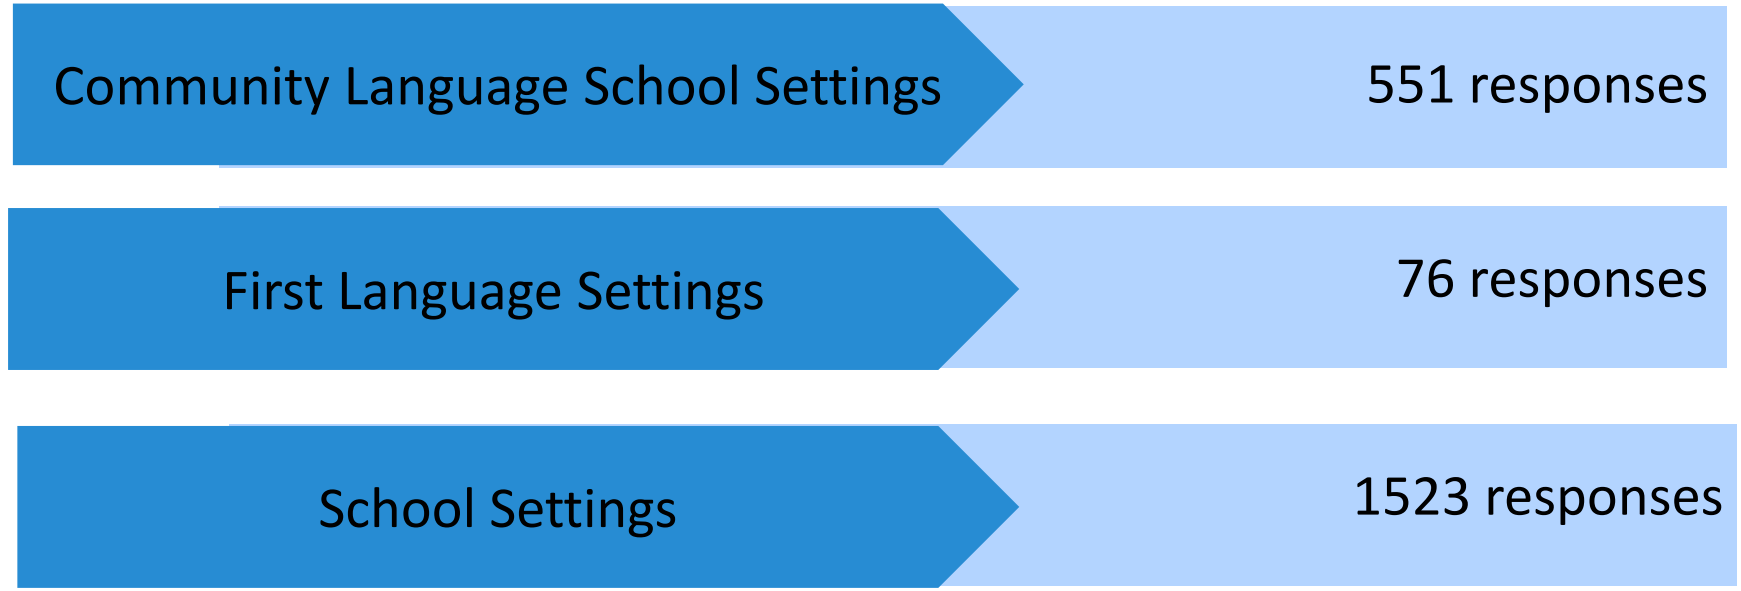 Community Language School Settings
551 responses
First Language Settings
76 responses
School Settings
1523 responses